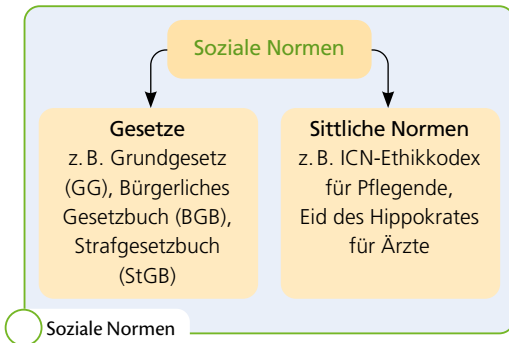 Soziale Normen
Gesetze
z. B. Grundgesetz
(GG), Bürgerliches
Gesetzbuch (BGB),
Strafgesetzbuch
(StGB)
Sittliche Normen
z. B. ICN-Ethikkodex
für Pflegende,
Eid des Hippokrates
für Ärzte
Soziale Normen